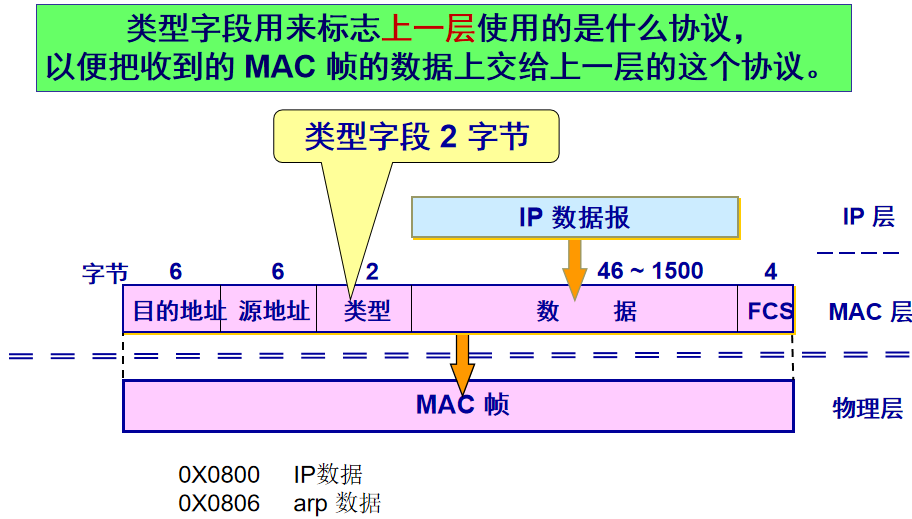 类型字段用来标志上一层使用的是什么协议，
以便把收到的 MAC 帧的数据上交给上一层的这个协议。
类型字段 2 字节
IP 数据报
IP 层
字节 6 6 2 46 ~ 1500 4
目的地址 源地址 类型 数 据 FCS
MAC 层
MAC 帧
物理层
0X0800 IP数据
0X0806 arp 数据